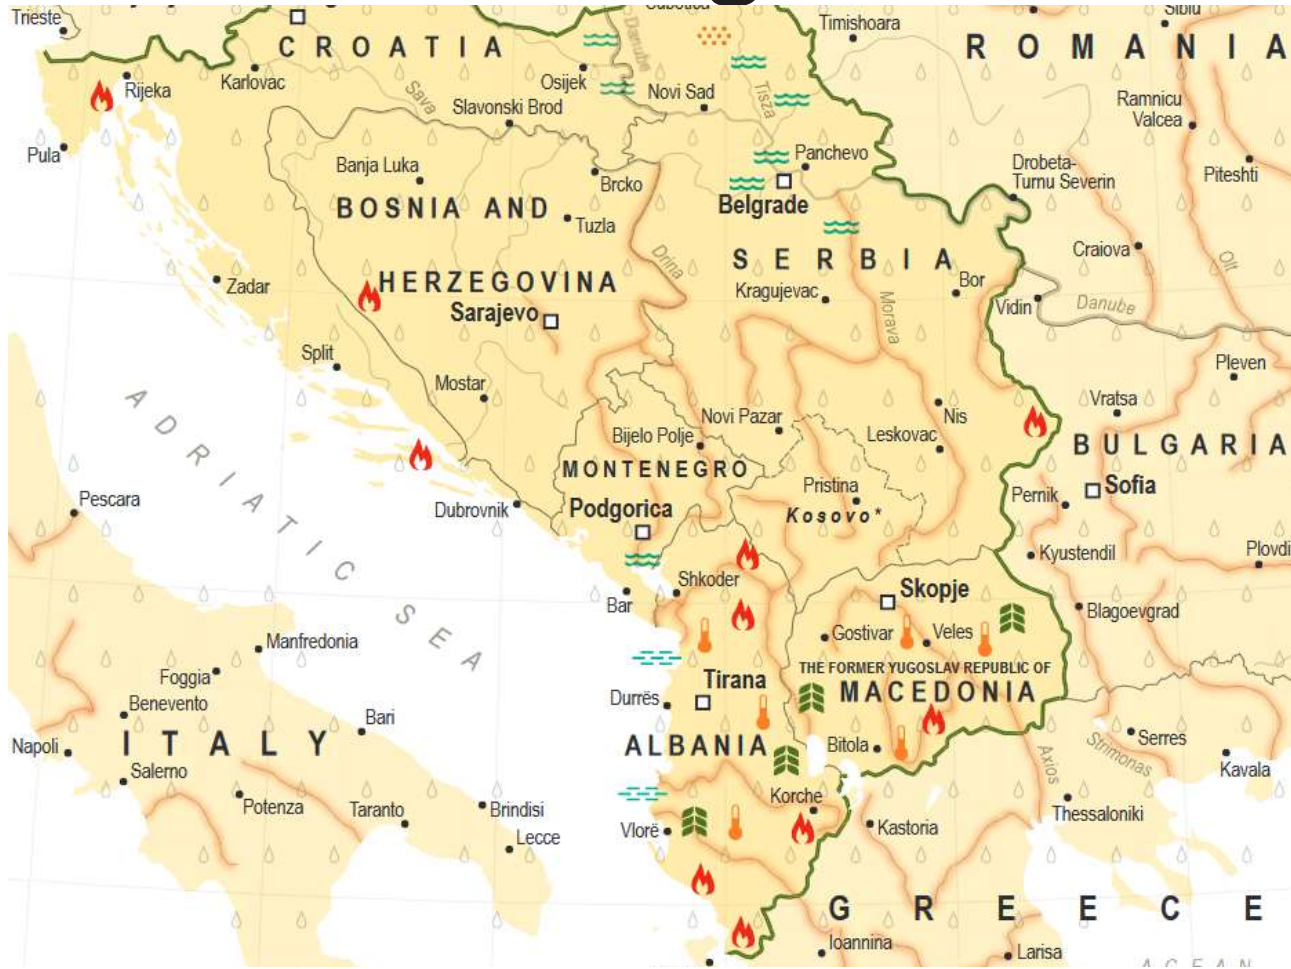 Trieste
CROATIA
Danube
Timishoara
Sibiu
ROMANIA
Rijeka
Karlovac
Osijek
Sava
Slavonski Brod
Novi Sad
Tisza
Ramnicu
Valcea
Pula
Banja Luka
Brcko
Panchevo
Drobeta-
Turnu Severin
Piteshti
BOSNIA AND
Tuzla
Belgrade
SERBIA
Craiova
Olt
Zadar
HERZEGOVINA
Drina
Bor
Sarajevo
Kragujevac
Morava
Vidin
Danube
Split
Mostar
Pleven
Novi Pazar
Nis
Vratsa
ADRIATIC SEA
Bijelo Polje
Leskovac
BULGARIA
MONTENEGRO
Pescara
Dubrovnik
Podgorica
Pristina
Kosovo*
Pernik
Sofia
Kyustendil
Plovdi
Shkoder
Bar
Skopje
Blagoevgrad
Manfredonia
Gostivar
Veles
Foggia
THE FORMER YUGOSLAV REPUBLIC OF
MACEDONIA
Benevento
Tirana
Durrës
Bari
Napoli
ITALY
ALBANIA
Bitola
Axios
Strimonas
Serres
Kavala
Salerno
Potenza
Taranto
Brindisi
Korche
Thessaloniki
Lecce
Vlorë
Kastoria
GREECE
Ioannina
Larisa